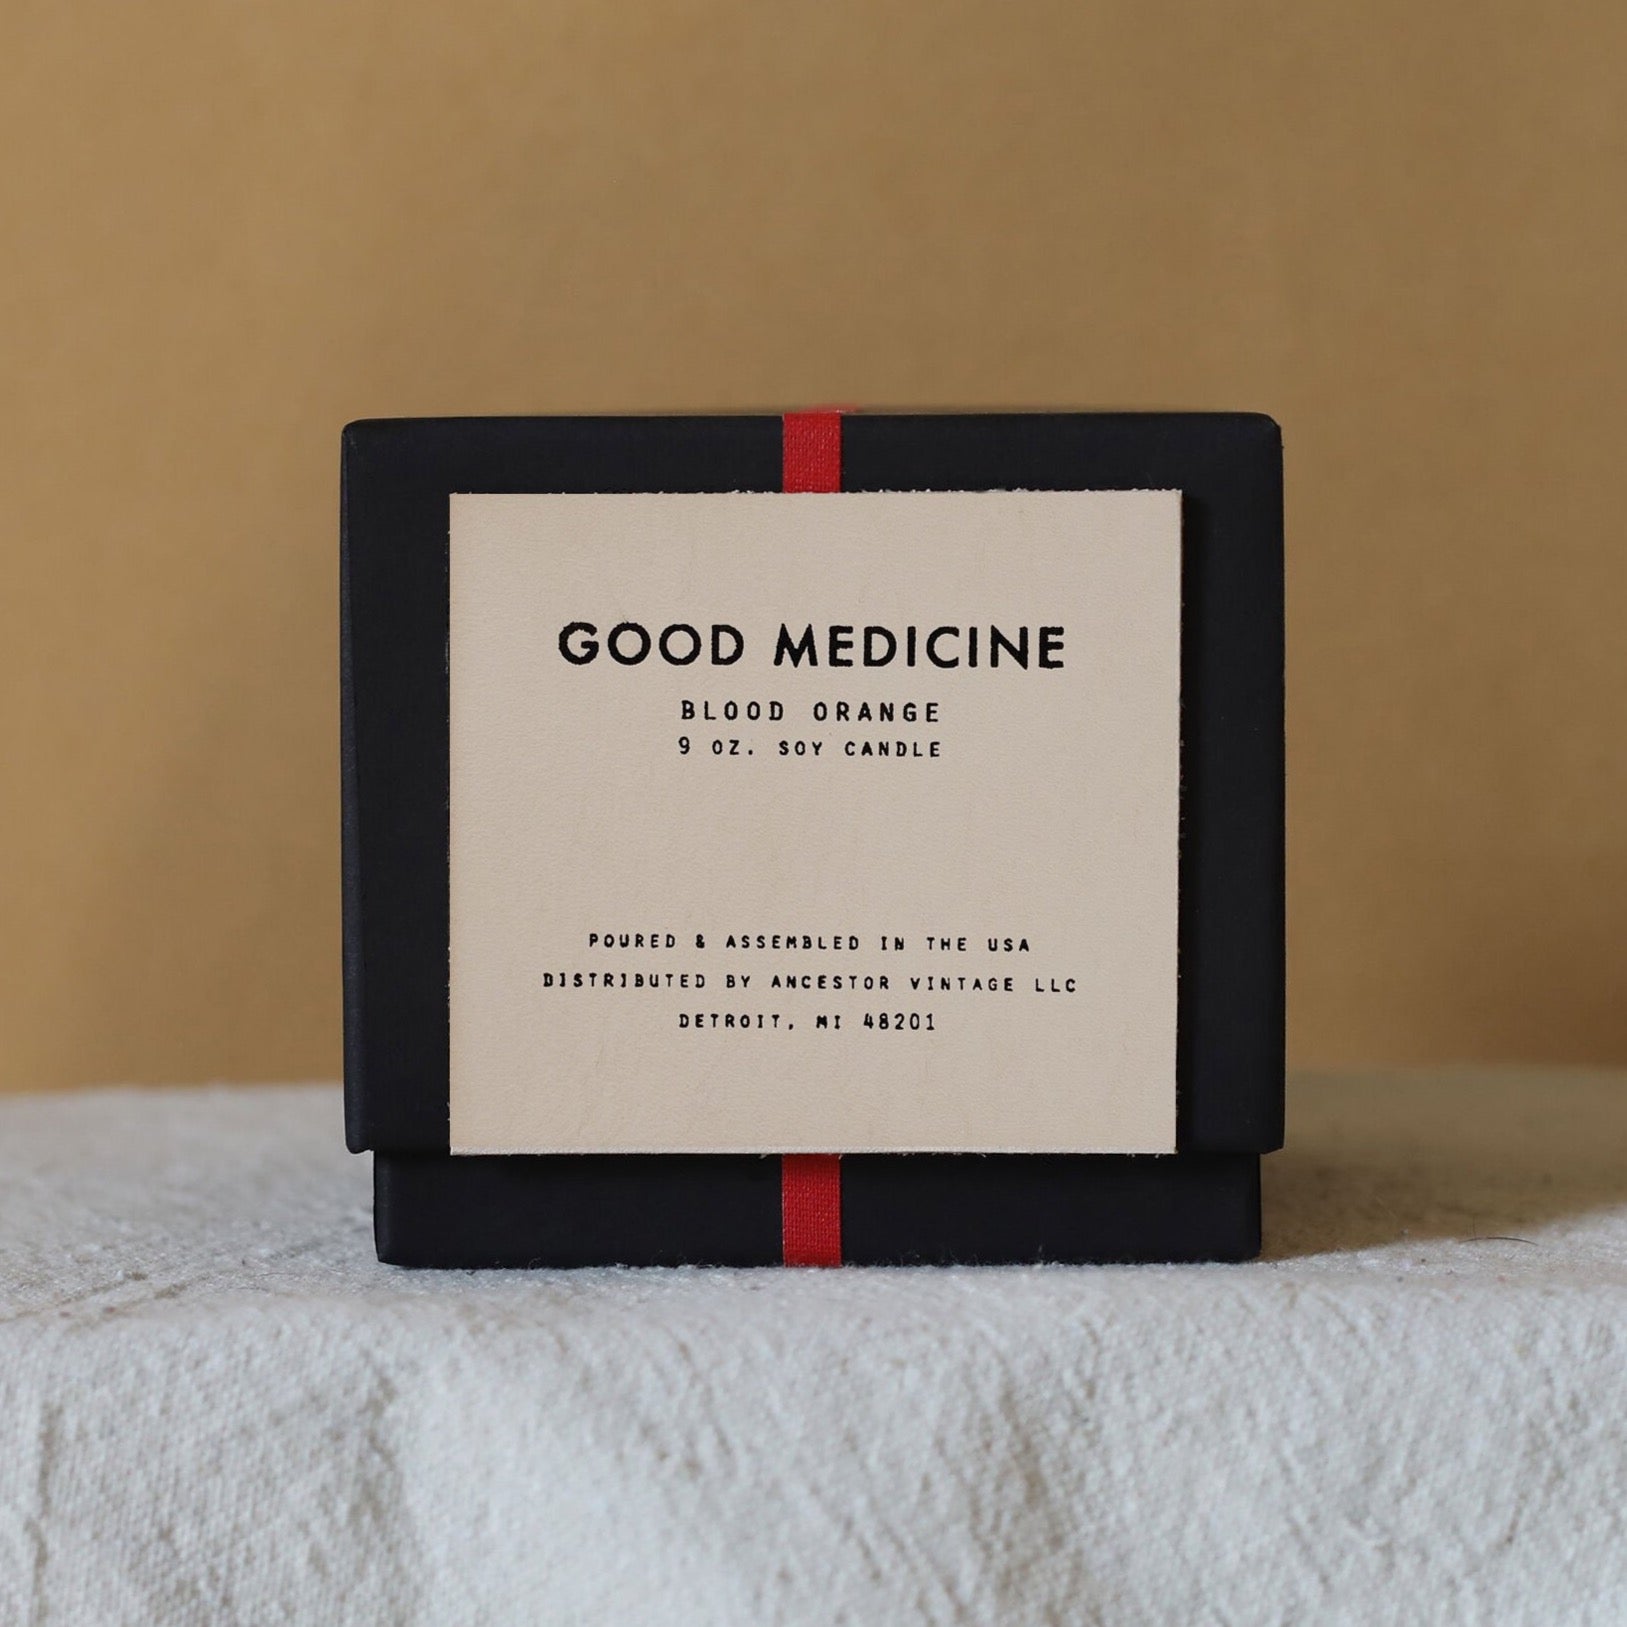 GOOD MEDICINE
BLOOD ORANGE
9 OZ. SOY CANDLE
POURED & ASSEMBLED IN THE USA
DISTRIBUTED BY ANCESTOR VINTAGE LLC
DETROIT, MI 48201